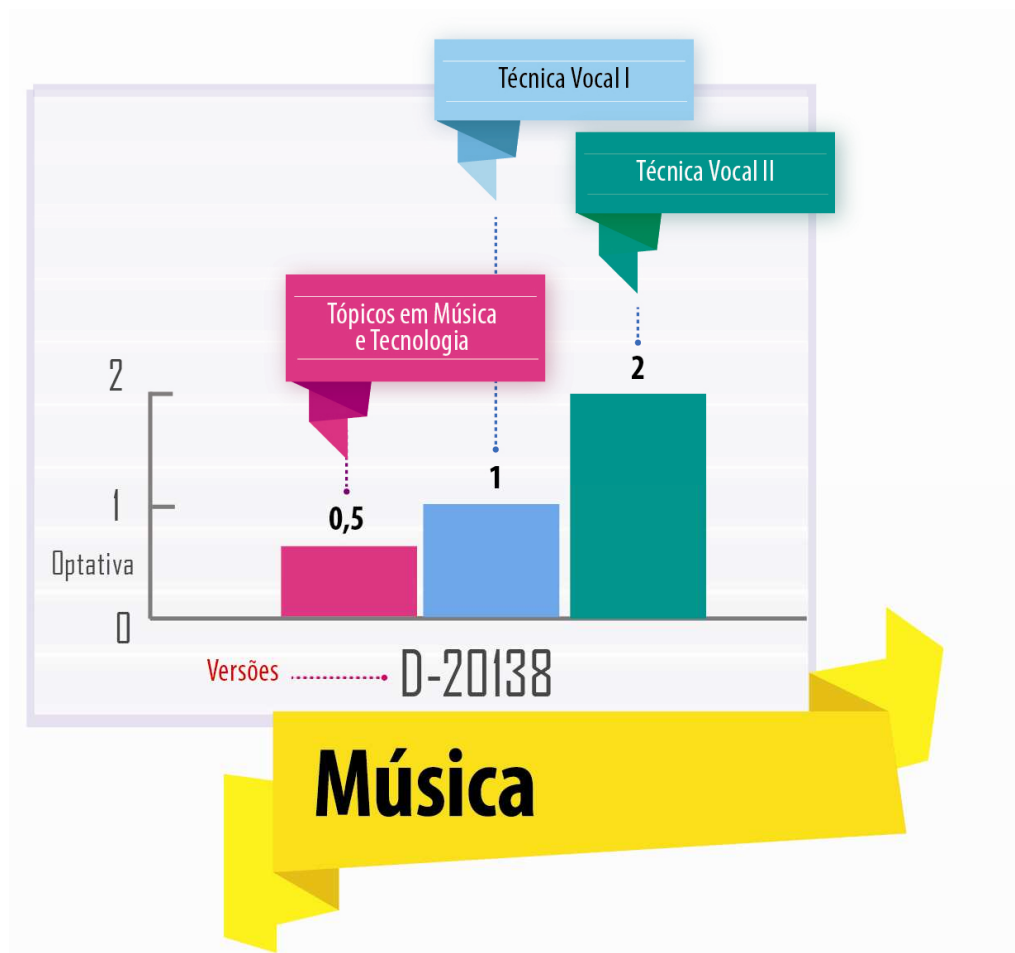 Técnica Vocal I
Técnica Vocal II
Tópicos em Música
e Tecnologia
2
2
1
1
0,5
Optativa
0
Versões
D-20138
Música